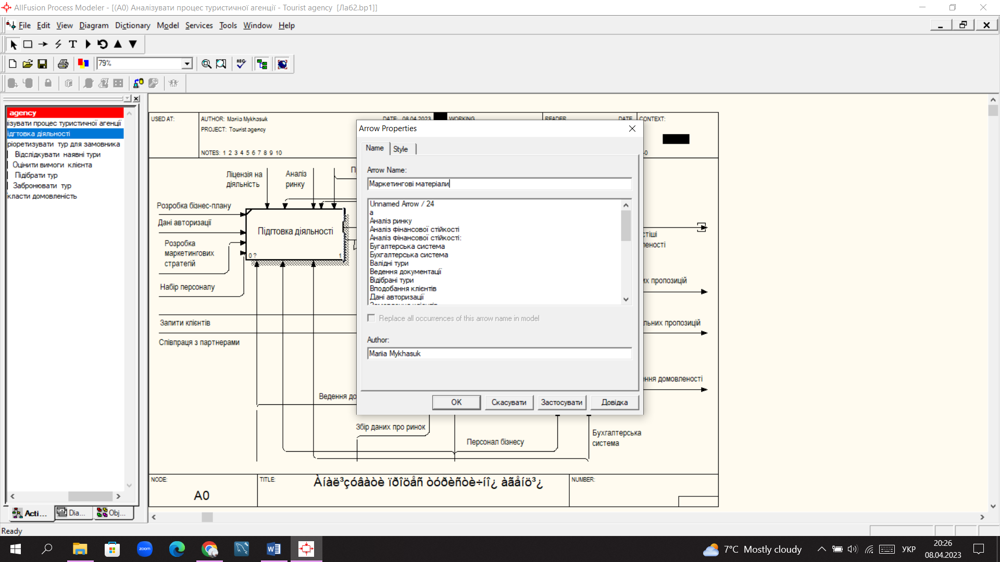 AllFusion Process Modeler - [(A0) Аналізувати процес туристичної агенції - Tourist agency [Лаб2.bp1]]
File Edit View Diagram Dictionary Model Services Tools Window Help
79%
agency
ізувати процес туристичної агенції
ідгтовка діяльності
ріоретизувати тур для замовника
Відслідкувати наявні тури
Оцінити вимоги клієнта
Підібрати тур
Забронювати тур
класти домовленість
Acti... Dia... Obj...
Ready
USED AT:
AUTHOR: Mariia Mykhasuk
PROJECT: Tourist agency
NOTES: 1 2 3 4 5 6 7 8 9 10
DATE: 08.04.2023
WORKING
READER
DATE
CONTEXT:
-0
Ліцензія на
діяльність
Аналіз
ринку
П
Розробка бізнес-плану
Дані авторизації
Розробка
маркетингових
стратегій
Набір персоналу
Підгтовка діяльності
0 ?
1
Запити клієнтів
Співпраця з партнерами
Ведення до
Збір даних про ринок
Персонал бізнесу
Бухгалтерська
система
стіші
леності
их пропозицій
льних пропозицій
ння домовленості
Arrow Properties
Name Style
Arrow Name:
Маркетингові матеріали
Unnamed Arrow / 24
а
Аналіз ринку
Аналіз фінансової стійкості
Аналіз фінансової стійкості:
Бугалтерська система
Бухгалтерська система
Валідні тури
Ведення документації
Відібрані тури
Вподобання клієнтів
Дані авторизації
Replace all occurrences of this arrow name in model
Author:
Mariia Mykhasuk
OK Скасувати Застосувати Довідка
NODE:
A0
TITLE:
Àíàë³çóâàòè ïðîöåñ òóðèñòè÷íî¿ àãåíö³¿
NUMBER:
zoom
7°C Mostly cloudy
УКР
20:26
08.04.2023